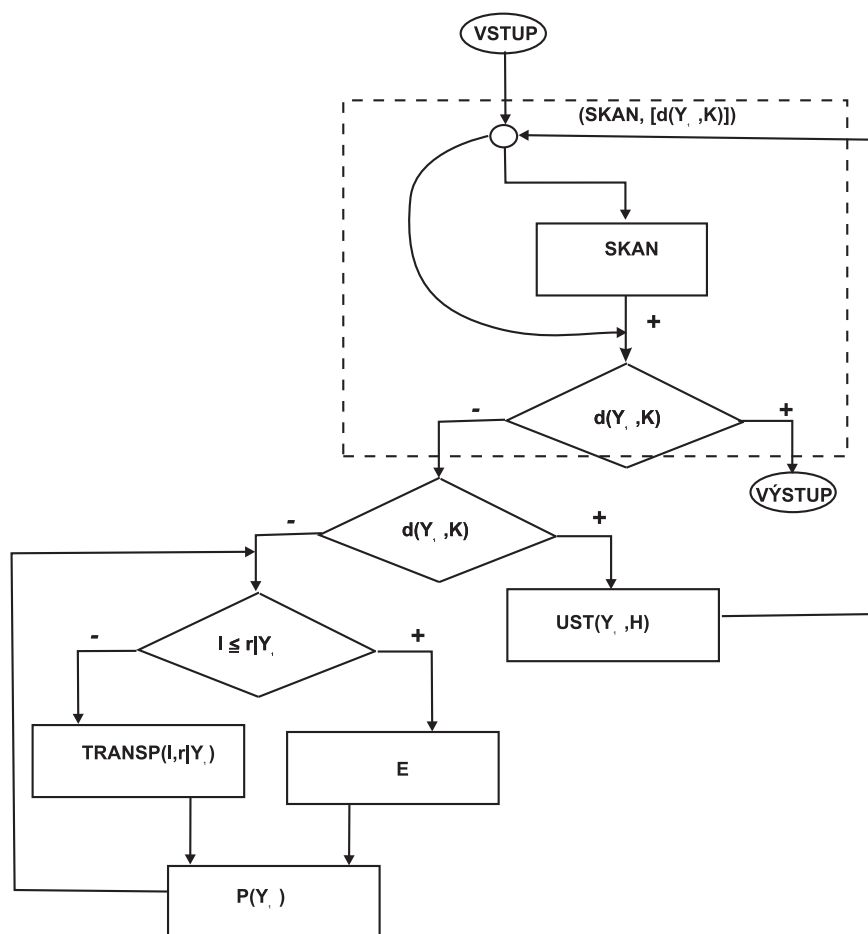 VSTUP
(SKAN, [d(Y, ,K)])
SKAN
+
d(Y, ,K)
-
+
VÝSTUP
d(Y, ,K)
-
+
UST(Y, ,H)
l ≦ r|Y,
-
+
TRANSP(l,r|Y,)
E
P(Y, )